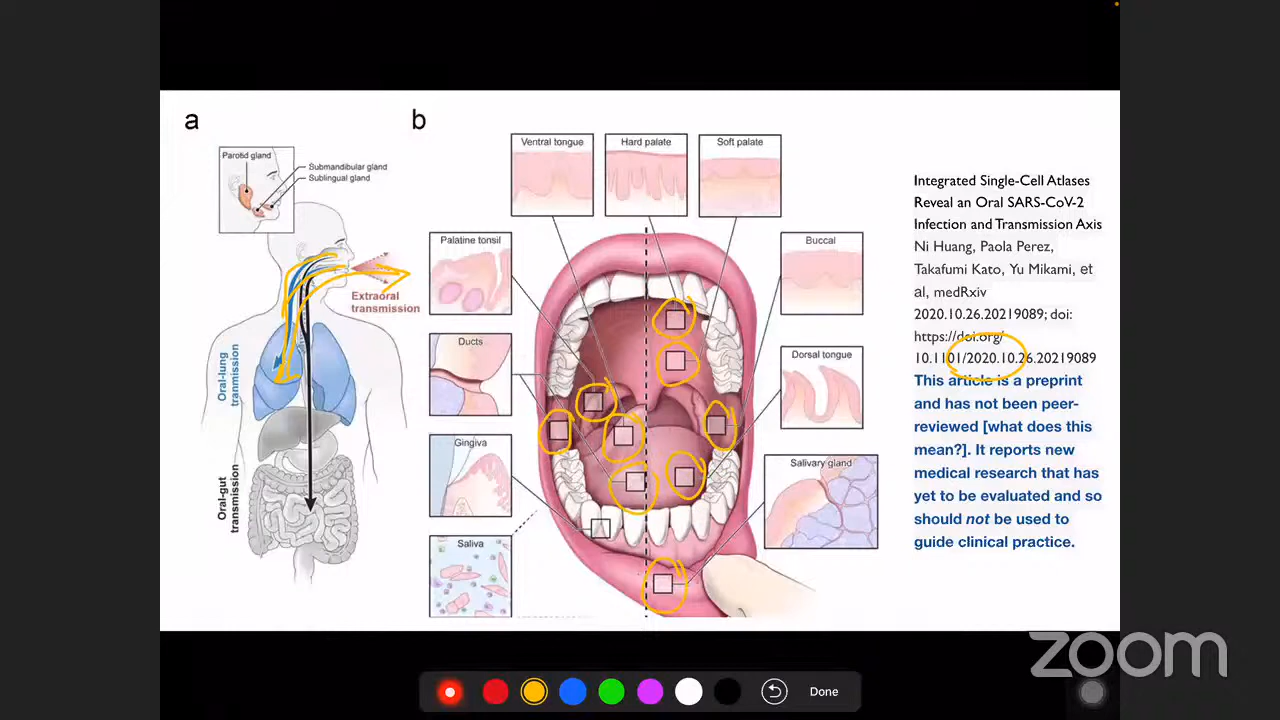 a
b
Parotid gland
Submandibular gland
Sublingual gland
Extraoral
transmission
Oral-lung
tranmission
Oral-gut
transmission
Ventral tongue
Hard palate
Soft palate
Palatine tonsil
Buccal
Ducts
Dorsal tongue
Gingiva
Salivary gland
Saliva
Integrated Single-Cell Atlases
Reveal an Oral SARS-CoV-2
Infection and Transmission Axis
Ni Huang, Paola Perez,
Takafumi Kato, Yu Mikami, et
al, medRxiv
2020.10.26.20219089; doi:
https://doi.org/
10.1101/2020.10.26.20219089
This article is a preprint
and has not been peer-
reviewed [what does this
mean?]. It reports new
medical research that has
yet to be evaluated and so
should not be used to
guide clinical practice.
zoom
Done